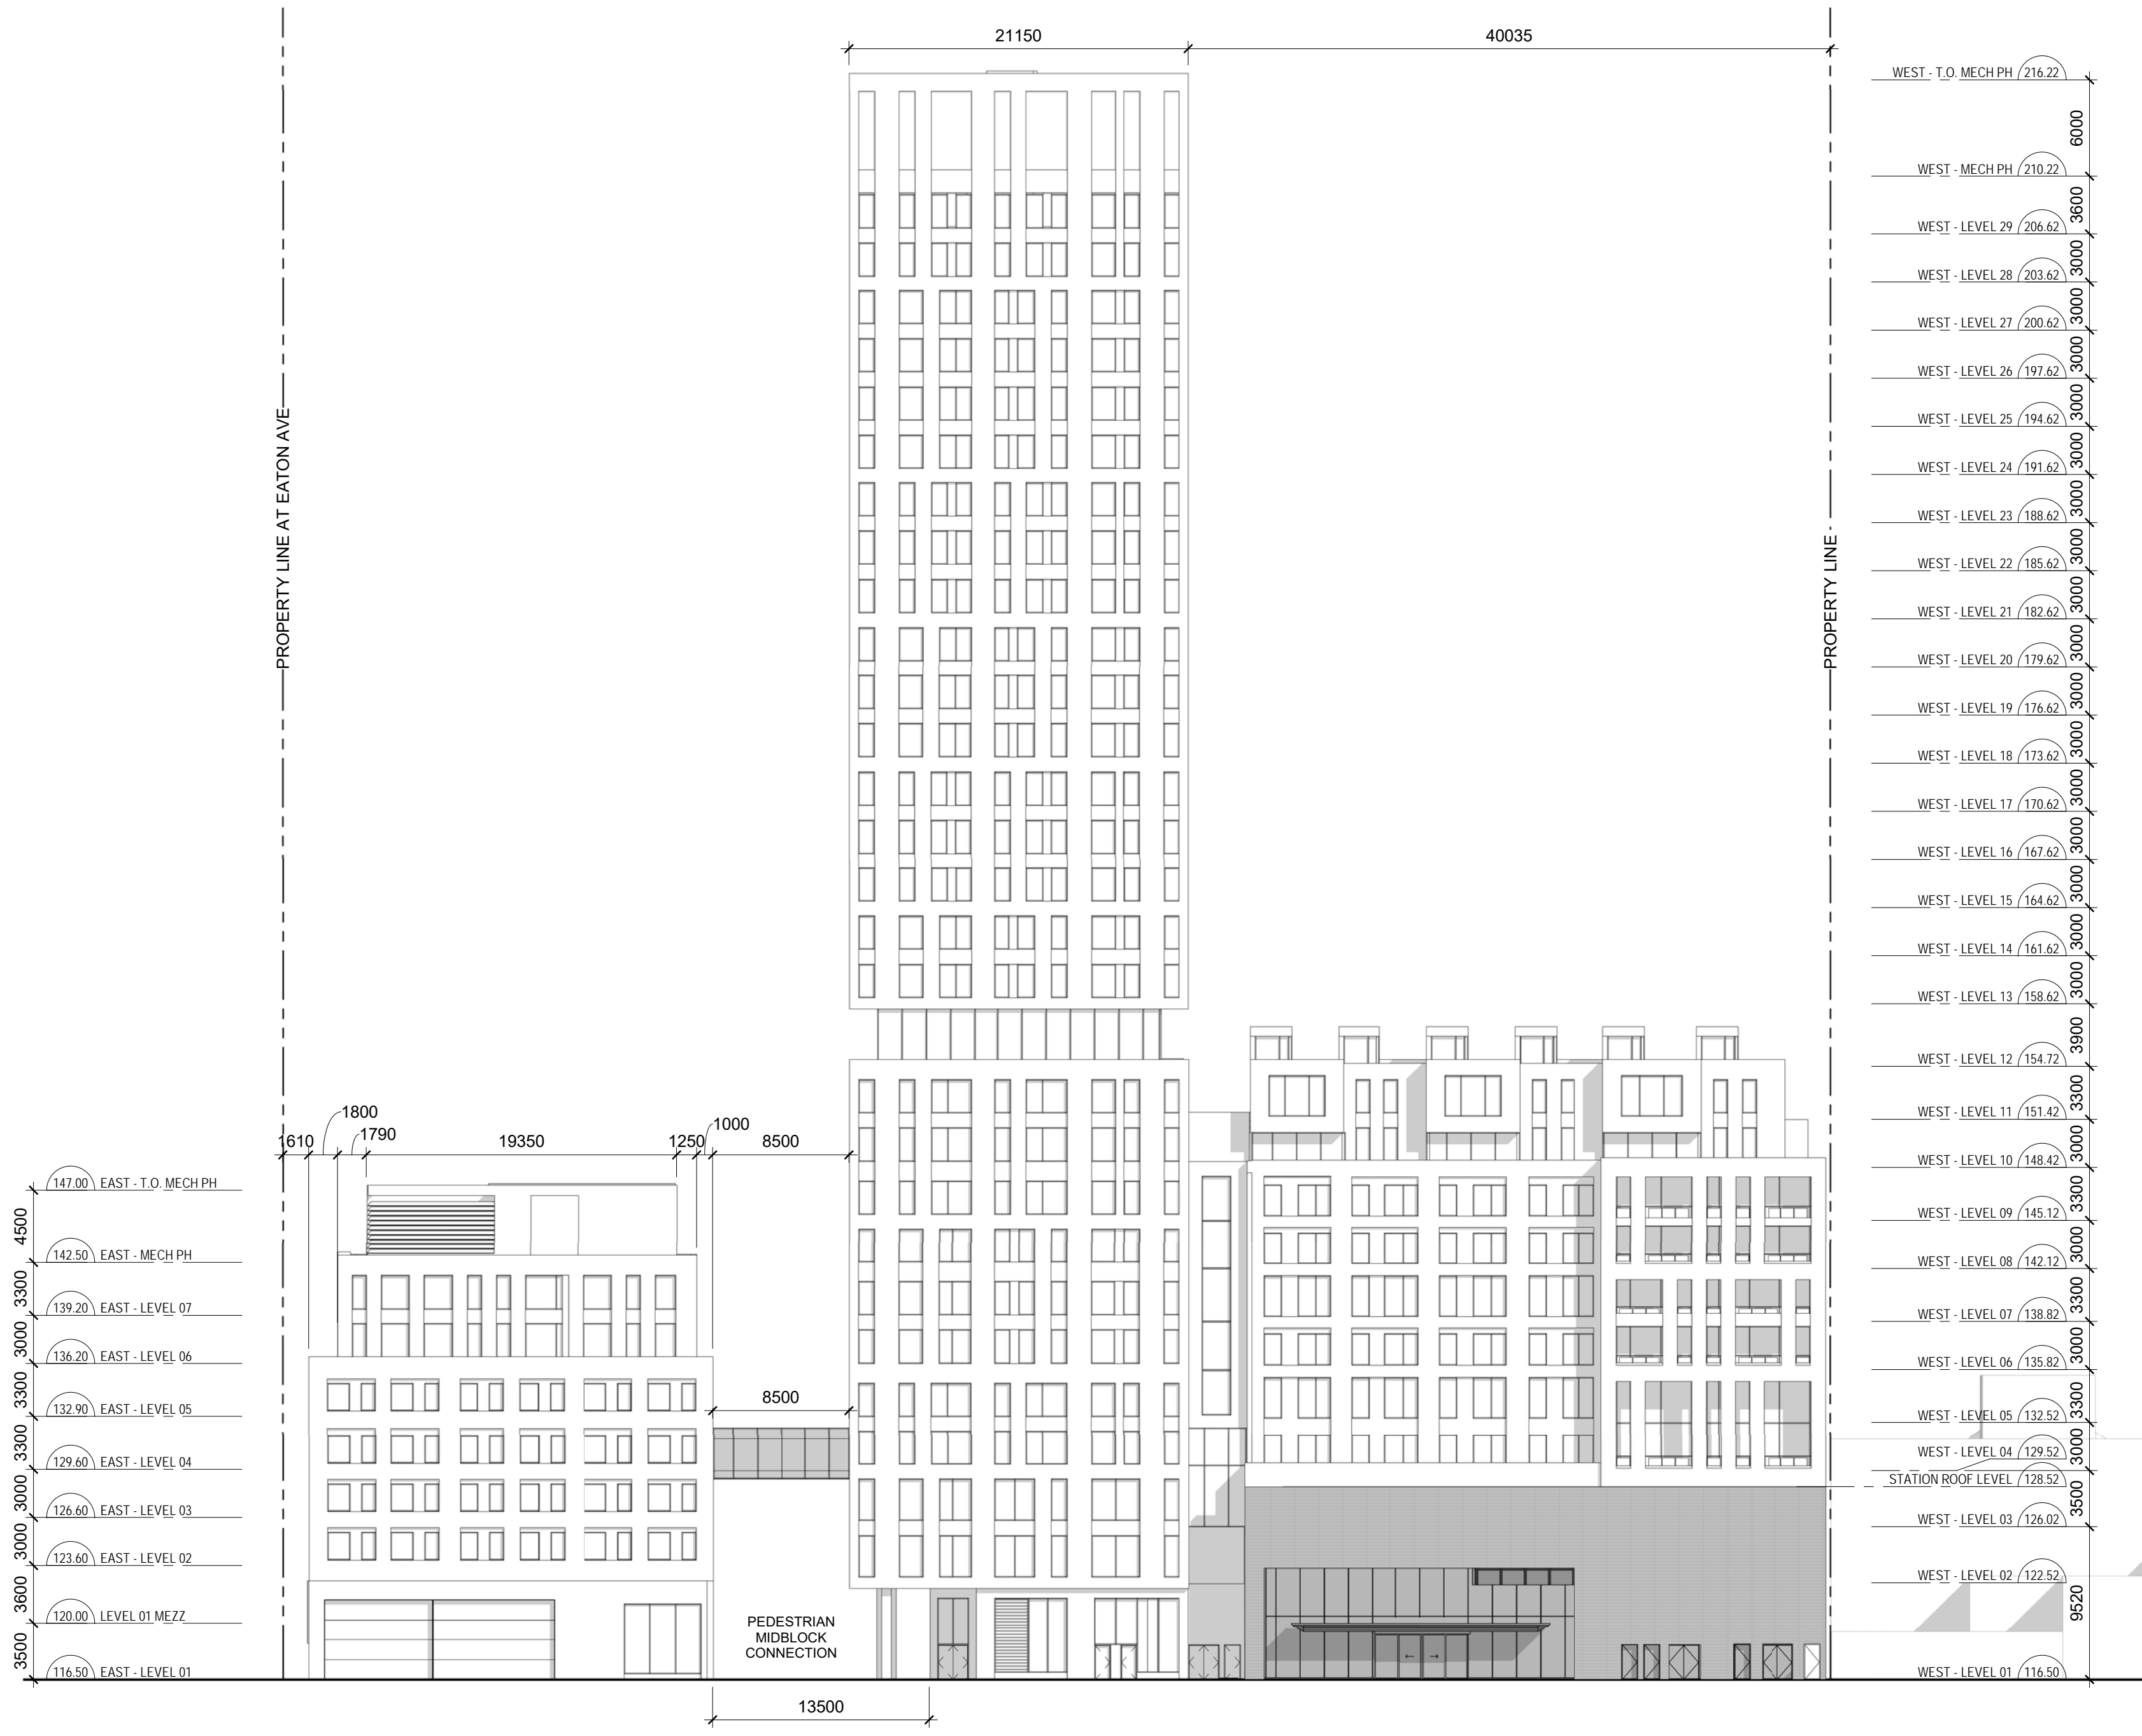 21150
40035
WEST - T.O. MECH PH 216.22
6000
WEST - MECH PH 210.22
3600
WEST - LEVEL 29 206.62
3000
WEST - LEVEL 28 203.62
3000
WEST - LEVEL 27 200.62
3000
WEST - LEVEL 26 197.62
3000
WEST - LEVEL 25 194.62
3000
WEST - LEVEL 24 191.62
3000
WEST - LEVEL 23 188.62
3000
WEST - LEVEL 22 185.62
3000
WEST - LEVEL 21 182.62
3000
WEST - LEVEL 20 179.62
3000
WEST - LEVEL 19 176.62
3000
WEST - LEVEL 18 173.62
3000
WEST - LEVEL 17 170.62
3000
WEST - LEVEL 16 167.62
3000
WEST - LEVEL 15 164.62
3000
WEST - LEVEL 14 161.62
3000
WEST - LEVEL 13 158.62
3900
WEST - LEVEL 12 154.72
3300
WEST - LEVEL 11 151.42
3000
WEST - LEVEL 10 148.42
3300
WEST - LEVEL 09 145.12
3000
WEST - LEVEL 08 142.12
3300
WEST - LEVEL 07 138.82
3000
WEST - LEVEL 06 135.82
3300
WEST - LEVEL 05 132.52
3000
WEST - LEVEL 04 129.52
STATION ROOF LEVEL 128.52
3500
WEST - LEVEL 03 126.02
WEST - LEVEL 02 122.52
9520
WEST - LEVEL 01 116.50
PROPERTY LINE AT EATON AVE
PROPERTY LINE
1610
1800
1790
19350
1250
1000
8500
8500
147.00 EAST - T.O. MECH PH
4500
142.50 EAST - MECH PH
3300
139.20 EAST - LEVEL 07
3000
136.20 EAST - LEVEL 06
3300
132.90 EAST - LEVEL 05
3300
129.60 EAST - LEVEL 04
3000
126.60 EAST - LEVEL 03
3000
123.60 EAST - LEVEL 02
3600
120.00 LEVEL 01 MEZZ
3500
116.50 EAST - LEVEL 01
PEDESTRIAN
MIDBLOCK
CONNECTION
13500